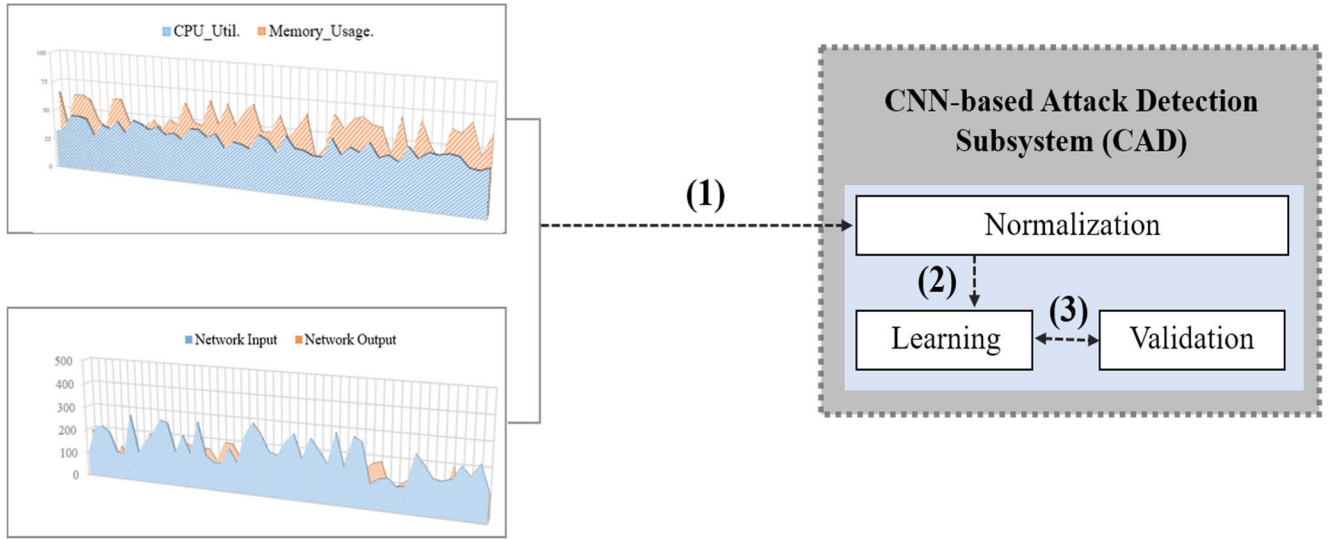 CPU_Util. Memory_Usage.
100
75
50
25
0
Network Input Network Output
500
400
300
200
100
0
(1)
CNN-based Attack Detection
Subsystem (CAD)
Normalization
(2)
(3)
Learning
Validation